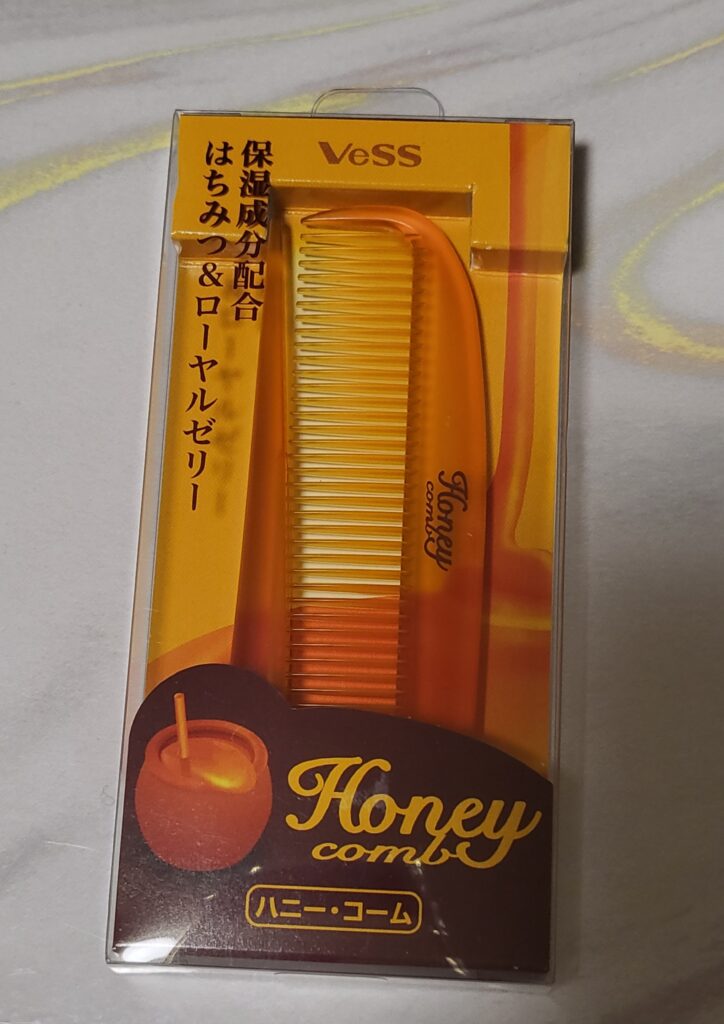 VeSS
保湿成分配合
はちみつ&ローヤルゼリー
Honey
comb
Honey
comb
ハニー・コーム